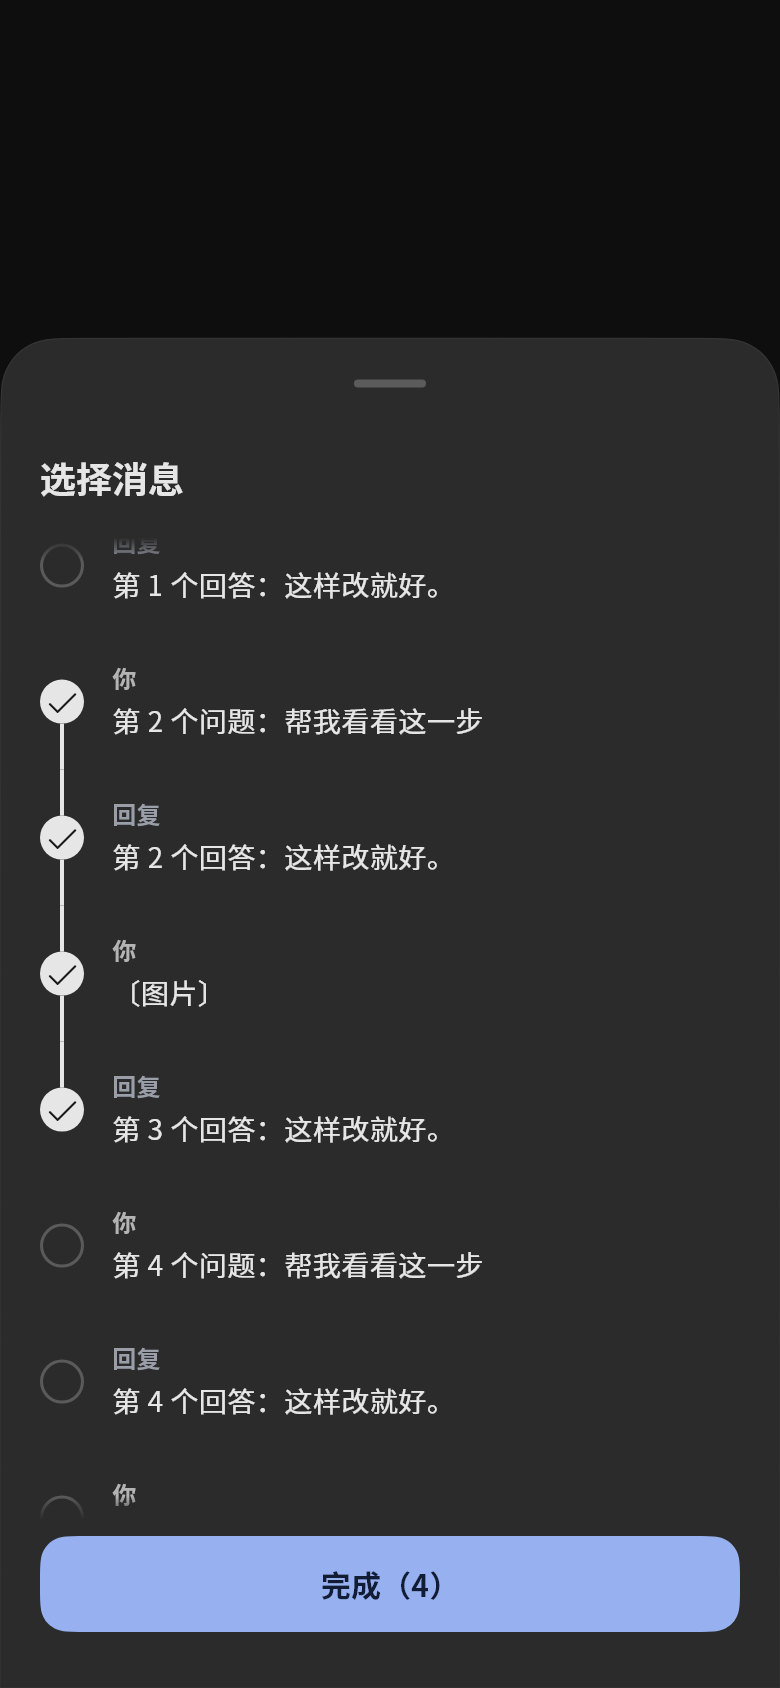 选择消息
回复
第 1 个回答：这样改就好。
你
第 2 个问题：帮我看看这一步
回复
第 2 个回答：这样改就好。
你
〔图片〕
回复
第 3 个回答：这样改就好。
你
第 4 个问题：帮我看看这一步
回复
第 4 个回答：这样改就好。
你
完成（4）